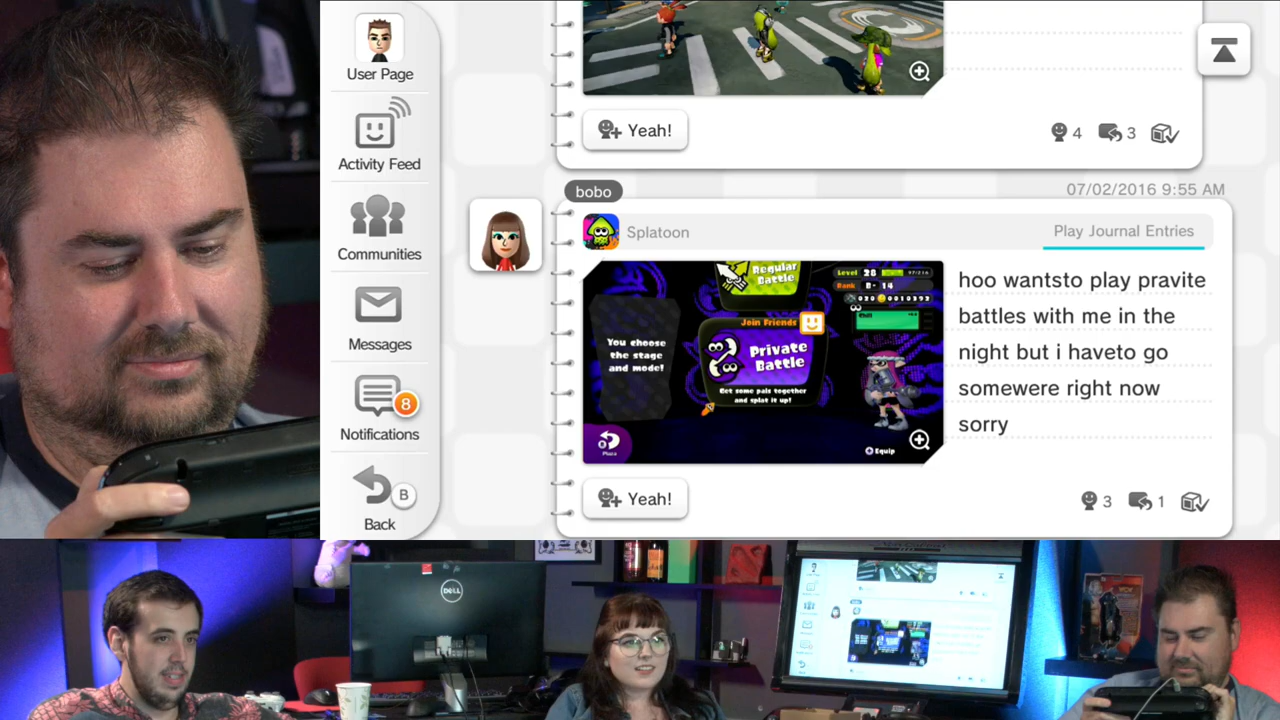 User Page
Activity Feed
Communities
Messages
8
Notifications
B
Back
Yeah!
4
3
bobo
07/02/2016 9:55 AM
Splatoon
Play Journal Entries
Regular
Battle
Level 28
Rank B- 14
Join Friends
You choose
the stage
and mode!
Private
Battle
Get some pals together
and splat it up!
Equip
hoo wantsto play pravite
battles with me in the
night but i haveto go
somewere right now
sorry
Yeah!
3
1
DELL